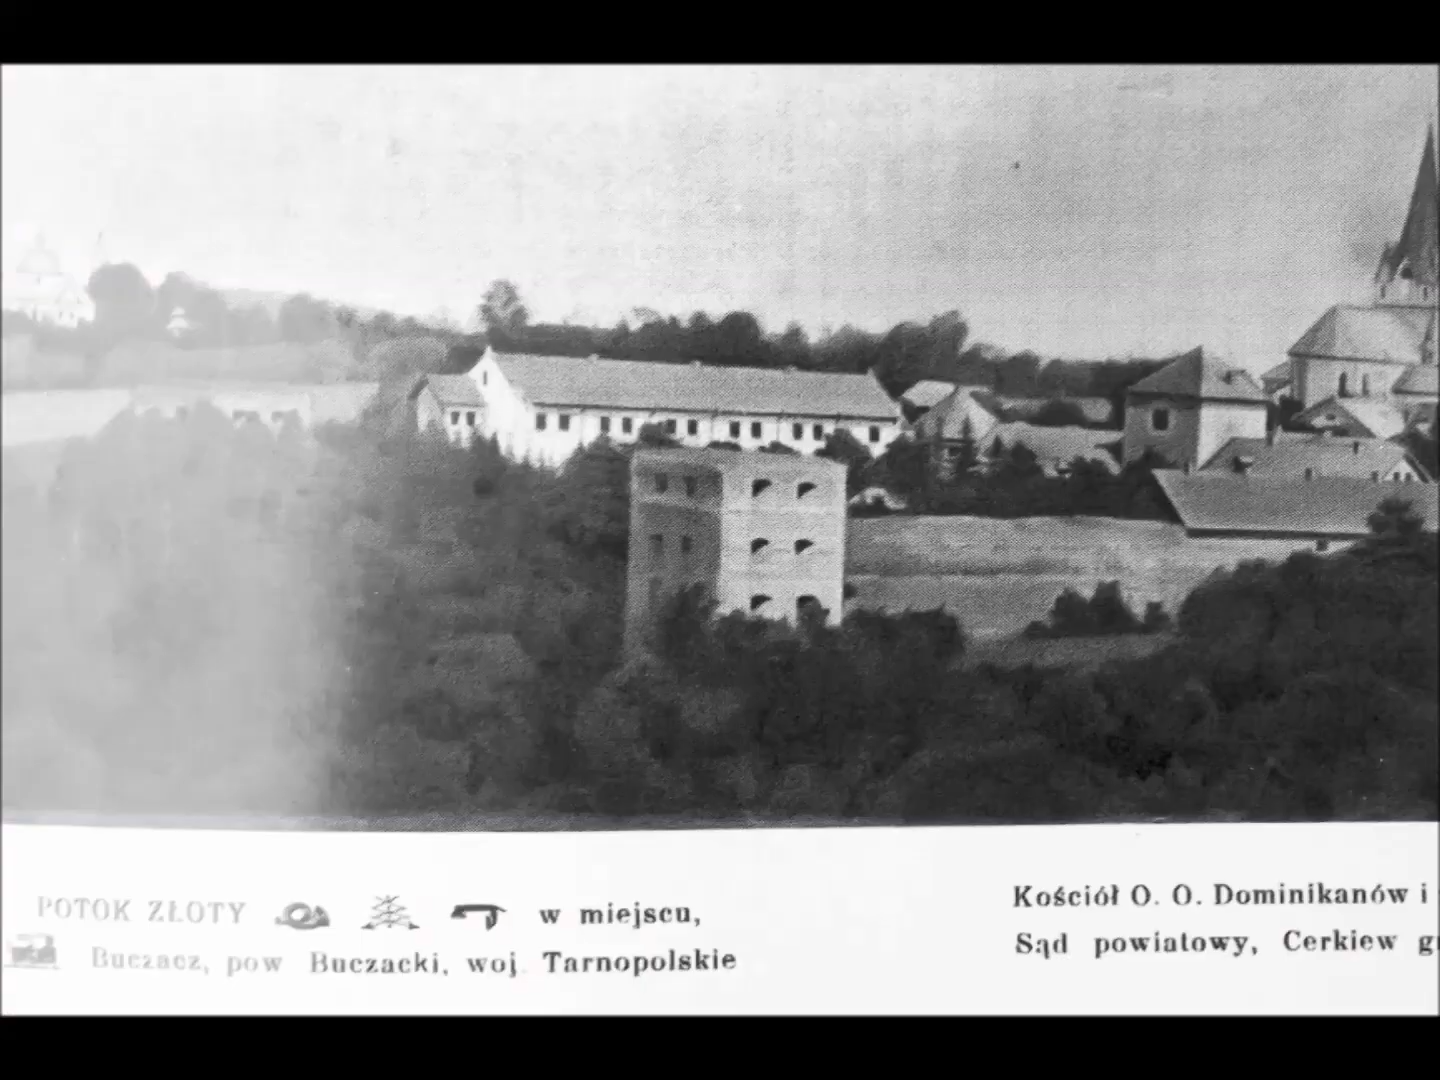 POTOK ZŁOTY w miejscu,
Buczacz, pow Buczacki, woj. Tarnopolskie
Kościół O. O. Dominikanów i
Sąd powiatowy, Cerkiew g